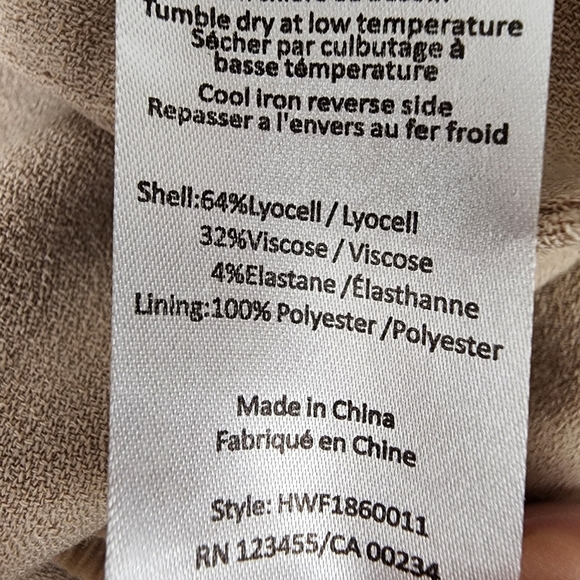 Tumble dry at low temperature
Sécher par culbutage à
basse température
Cool iron reverse side
Repasser a l'envers au fer froid
Shell:64%Lyocell / Lyocell
32%Viscose / Viscose
4%Elastane /Élasthanne
Lining:100% Polyester /Polyester
Made in China
Fabriqué en Chine
Style: HWF1860011
RN 123455/CA 00234